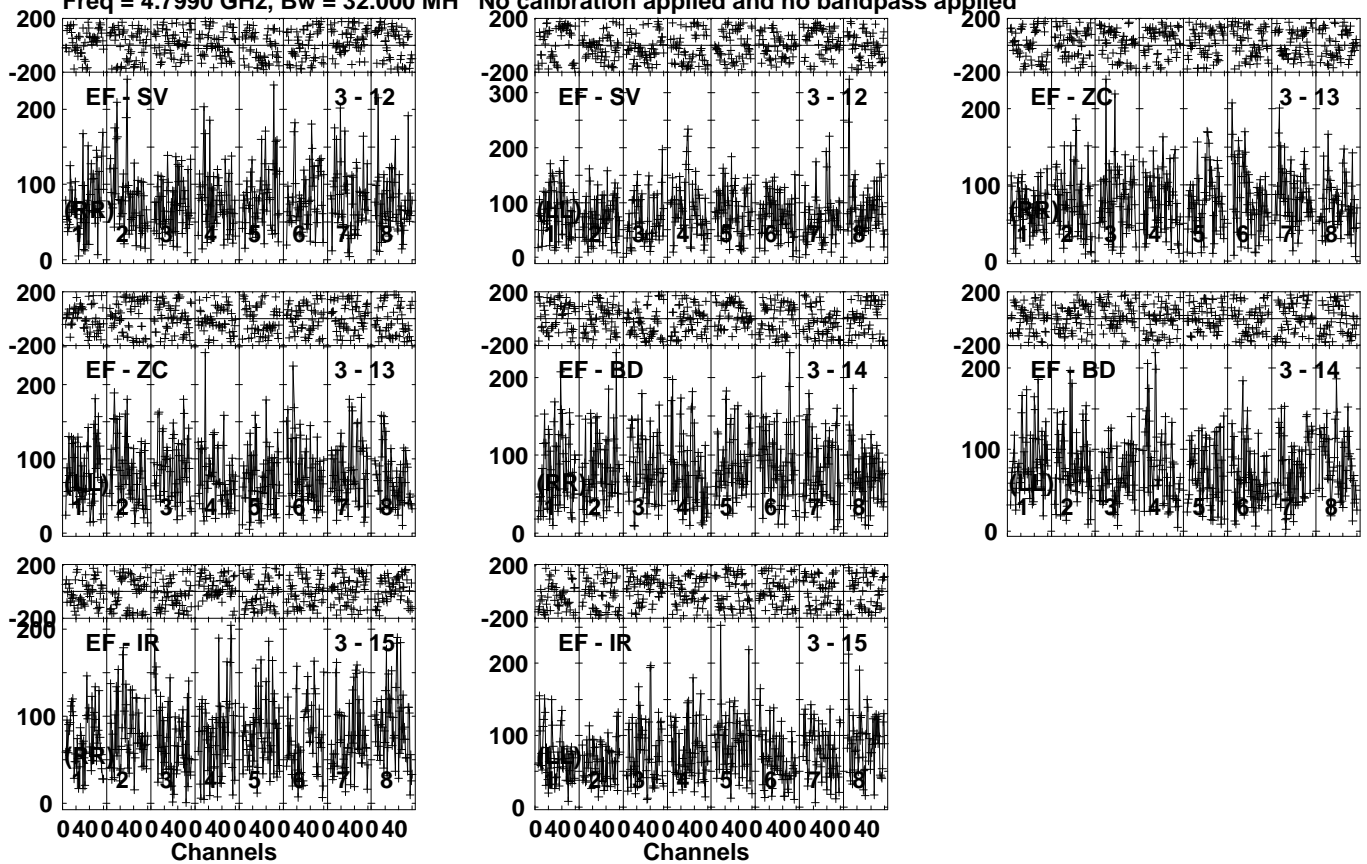 Freq = 4.7990 GHz, Bw = 32.000 MH No calibration applied and no bandpass applied
200
-200
200
100
0
EF - SV 3 - 12
(RR)
1 2 3 4 5 6 7 8
200
-200
300
200
100
0
EF - SV 3 - 12
(LL)
1 2 3 4 5 6 7 8
200
-200
200
100
0
EF - ZC 3 - 13
(RR)
1 2 3 4 5 6 7 8
200
-200
200
100
0
EF - ZC 3 - 13
(LL)
1 2 3 4 5 6 7 8
200
-200
200
100
0
EF - BD 3 - 14
(RR)
1 2 3 4 5 6 7 8
200
-200
200
100
0
EF - BD 3 - 14
(LL)
1 2 3 4 5 6 7 8
200
-200
200
100
0
EF - IR 3 - 15
(RR)
1 2 3 4 5 6 7 8
0 40 0 40 0 40 0 40 0 40 0 40 0 40 0 40
Channels
200
-200
200
100
0
EF - IR 3 - 15
(LL)
1 2 3 4 5 6 7 8
0 40 0 40 0 40 0 40 0 40 0 40 0 40 0 40
Channels